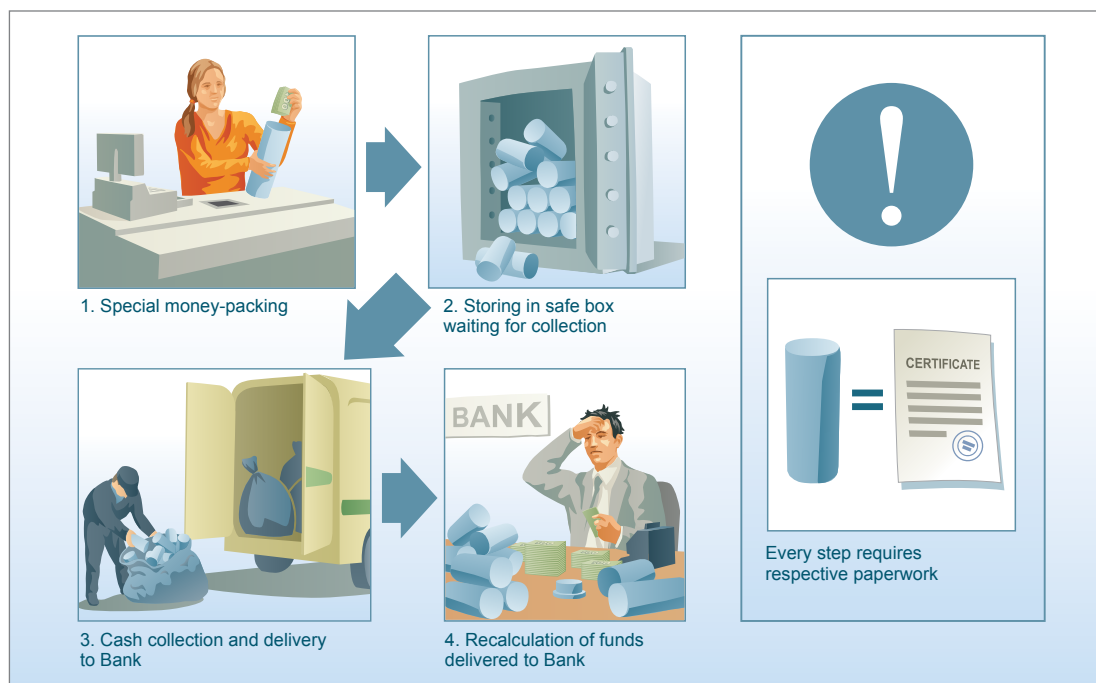 1. Special money-packing
2. Storing in safe box
waiting for collection
3. Cash collection and delivery
to Bank
BANK
4. Recalculation of funds
delivered to Bank
CERTIFICATE
Every step requires
respective paperwork